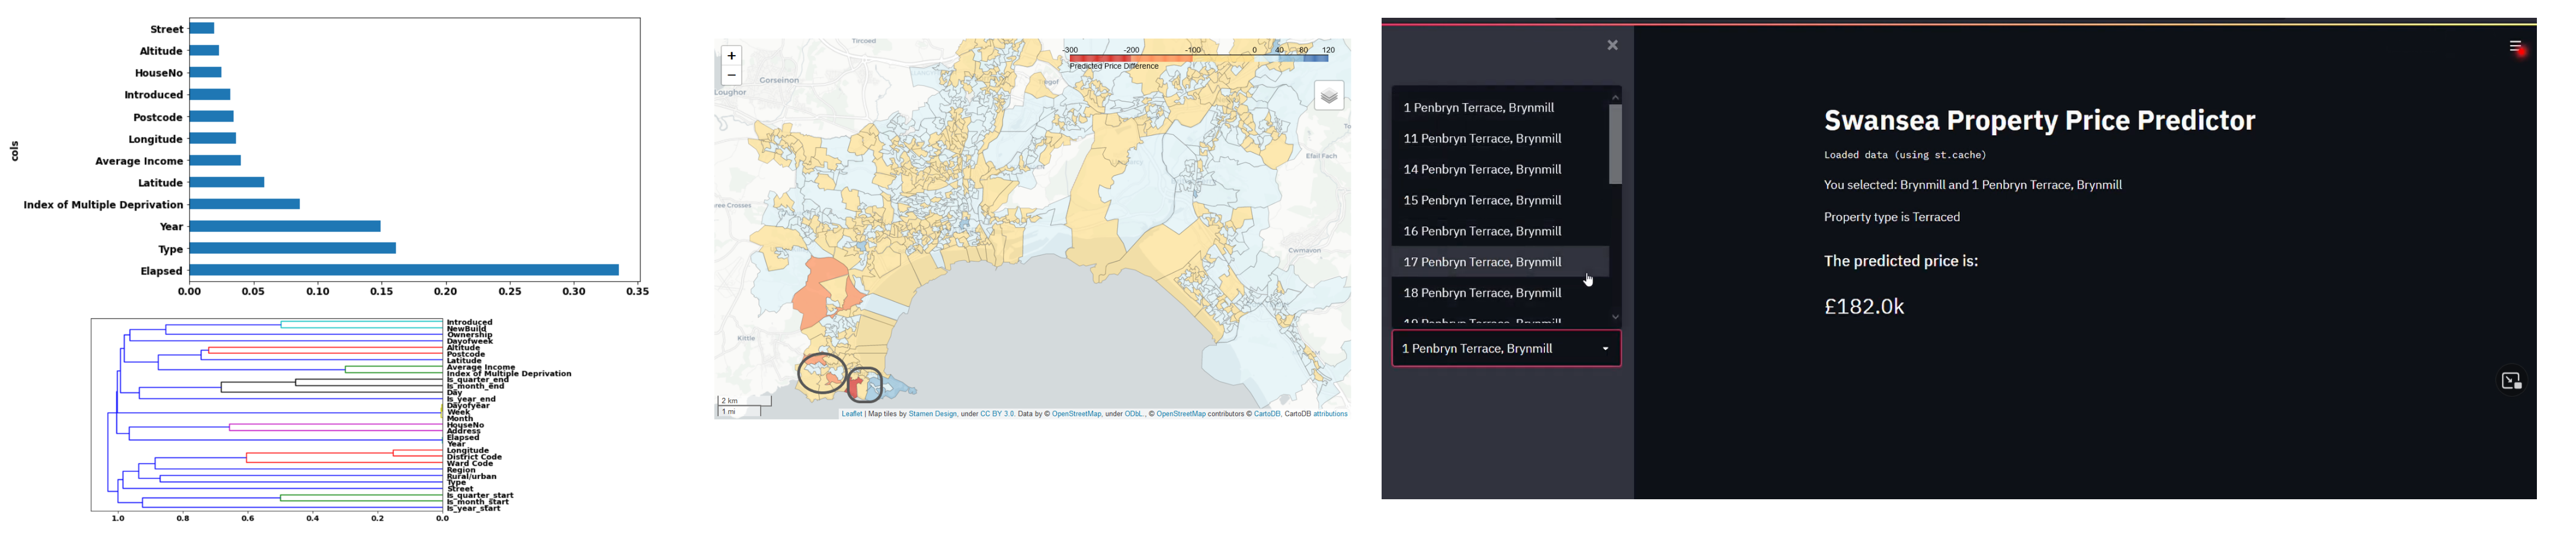 cols
Street
Altitude
HouseNo
Introduced
Postcode
Longitude
Average Income
Latitude
Index of Multiple Deprivation
Year
Type
Elapsed
0.00 0.05 0.10 0.15 0.20 0.25 0.30 0.35
Introduced
NewBuild
Ownership
Dayofweek
Altitude
Postcode
Latitude
Average Income
Index of Multiple Deprivation
Is_quarter_end
Is_month_end
Day
Is_year_end
Dayofyear
Week
Month
HouseNo
Address
Elapsed
Year
Longitude
District Code
Ward Code
Region
Rural/urban
Type
Street
Is_quarter_start
Is_month_start
Is_year_start
1.0 0.8 0.6 0.4 0.2 0.0
+
−
Tircoed
-300 -200 -100 0 40 80 120
Predicted Price Difference
Gorseinon
Loughor
ree Crosses
Efail Fach
Cwmavon
Kittle
2 km
1 mi
Leaflet | Map tiles by Stamen Design, under CC BY 3.0. Data by © OpenStreetMap, under ODbL., © OpenStreetMap contributors © CartoDB, CartoDB attributions
1 Penbryn Terrace, Brynmill
11 Penbryn Terrace, Brynmill
14 Penbryn Terrace, Brynmill
15 Penbryn Terrace, Brynmill
16 Penbryn Terrace, Brynmill
17 Penbryn Terrace, Brynmill
18 Penbryn Terrace, Brynmill
19 Penbryn Terrace, Brynmill
1 Penbryn Terrace, Brynmill
Swansea Property Price Predictor
Loaded data (using st.cache)
You selected: Brynmill and 1 Penbryn Terrace, Brynmill
Property type is Terraced
The predicted price is:
£182.0k